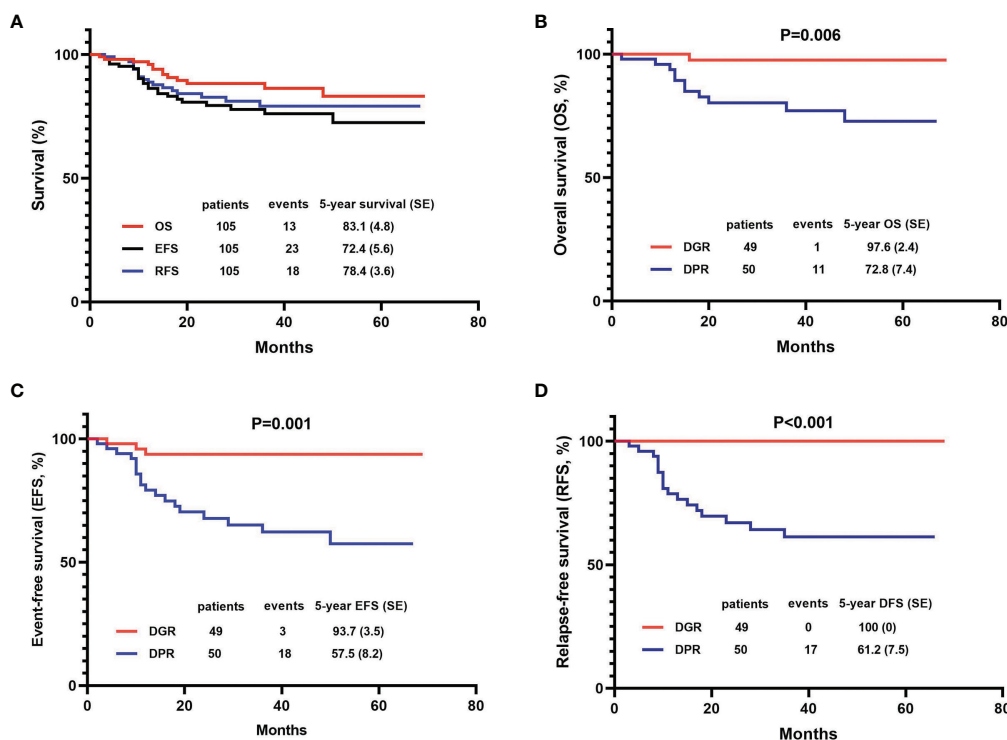 A
Survival (%)
100
50
0
patients events 5-year survival (SE)
OS 105 13 83.1 (4.8)
EFS 105 23 72.4 (5.6)
RFS 105 18 78.4 (3.6)
0 20 40 60 80
Months
B
P=0.006
Overall survival (OS, %)
100
50
0
patients events 5-year OS (SE)
DGR 49 1 97.6 (2.4)
DPR 50 11 72.8 (7.4)
0 20 40 60 80
Months
C
P=0.001
Event-free survival (EFS, %)
100
50
0
patients events 5-year EFS (SE)
DGR 49 3 93.7 (3.5)
DPR 50 18 57.5 (8.2)
0 20 40 60 80
Months
D
P<0.001
Relapse-free survival (RFS, %)
100
50
0
patients events 5-year DFS (SE)
DGR 49 0 100 (0)
DPR 50 17 61.2 (7.5)
0 20 40 60 80
Months